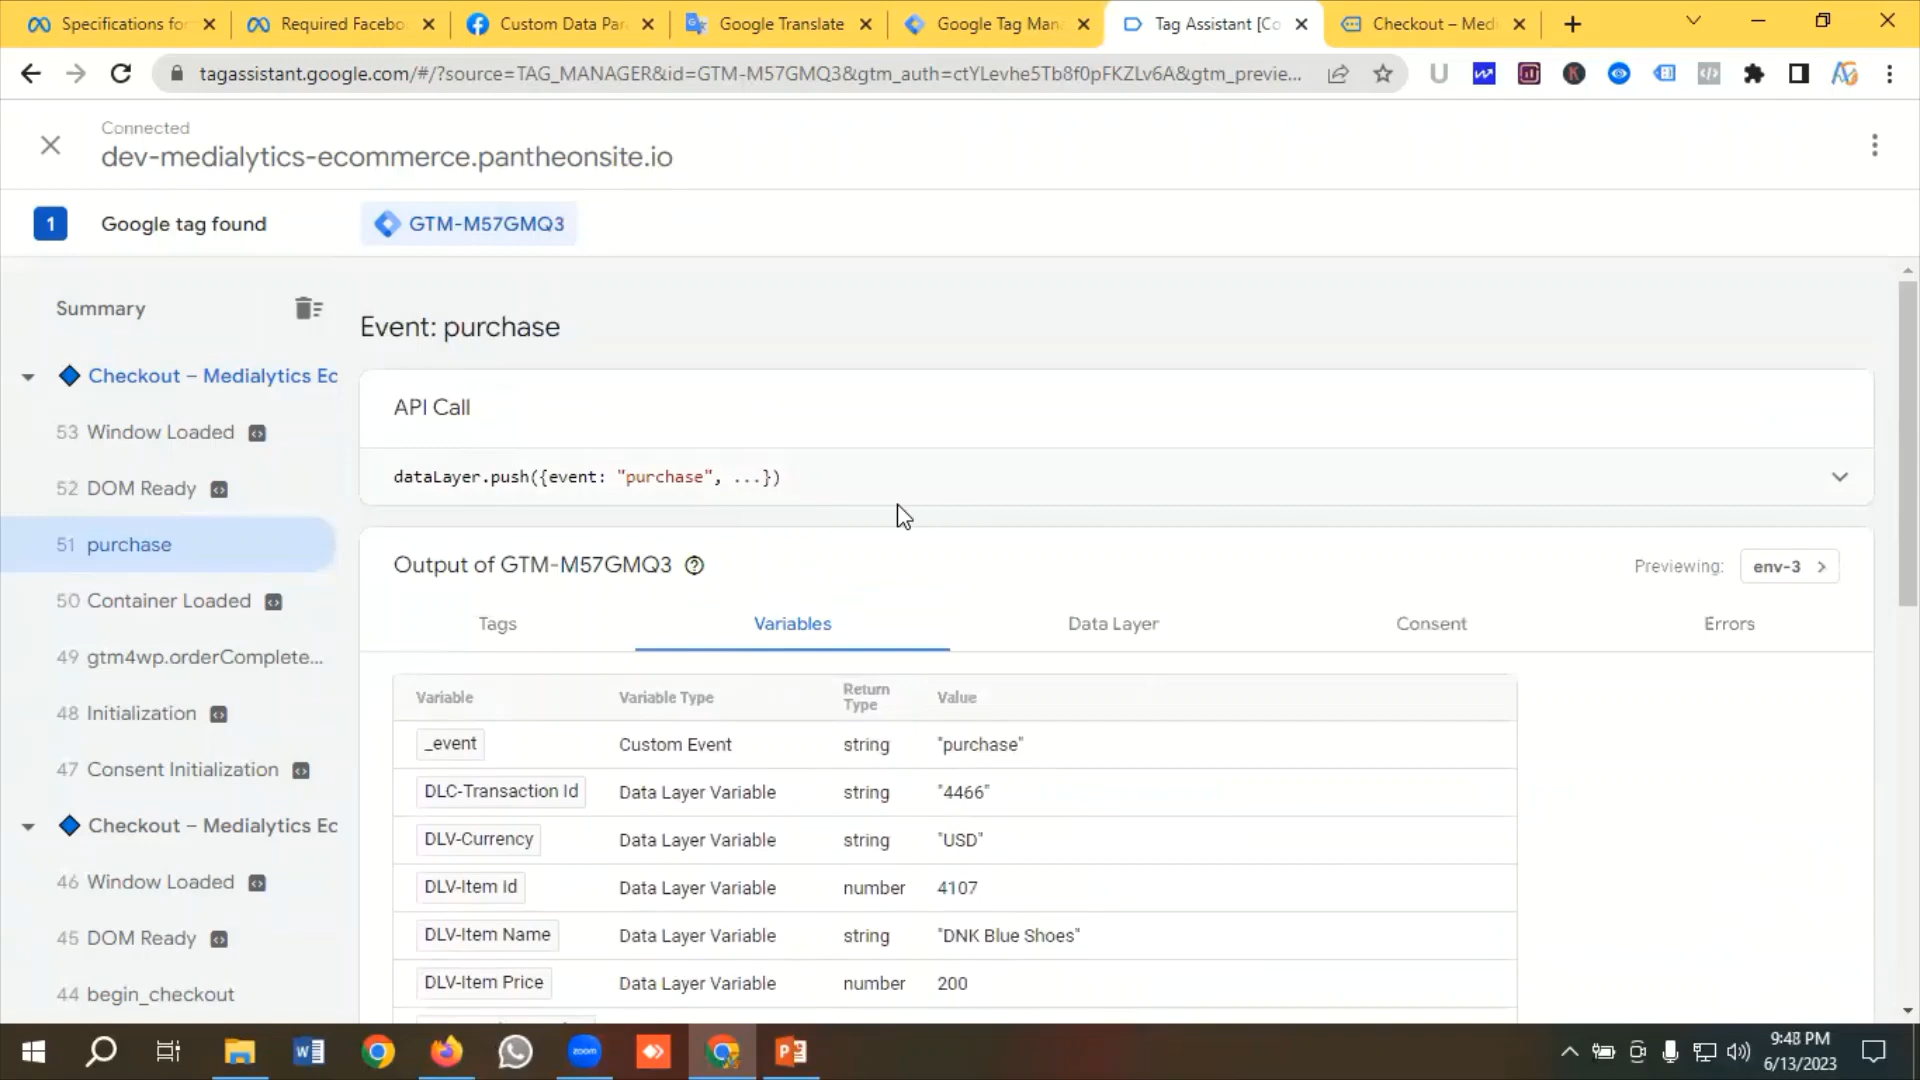 Specifications for
Required Facebo
Custom Data Par
Google Translate
Google Tag Man
Tag Assistant [Co
Checkout – Medi
tagassistant.google.com/#/?source=TAG_MANAGER&id=GTM-M57GMQ3&gtm_auth=ctYLevhe5Tb8f0pFKZLv6A&gtm_previe...
Connected
dev-medialytics-ecommerce.pantheonsite.io
1 Google tag found GTM-M57GMQ3
Summary
Checkout – Medialytics Ec
53 Window Loaded
52 DOM Ready
51 purchase
50 Container Loaded
49 gtm4wp.orderComplete...
48 Initialization
47 Consent Initialization
Checkout – Medialytics Ec
46 Window Loaded
45 DOM Ready
44 begin_checkout
Event: purchase
API Call
dataLayer.push({event: "purchase", ...})
Output of GTM-M57GMQ3
Previewing: env-3
Tags Variables Data Layer Consent Errors
Variable Variable Type Return Type Value
_event Custom Event string "purchase"
DLC-Transaction Id Data Layer Variable string "4466"
DLV-Currency Data Layer Variable string "USD"
DLV-Item Id Data Layer Variable number 4107
DLV-Item Name Data Layer Variable string "DNK Blue Shoes"
DLV-Item Price Data Layer Variable number 200
zoom
9:48 PM
6/13/2023